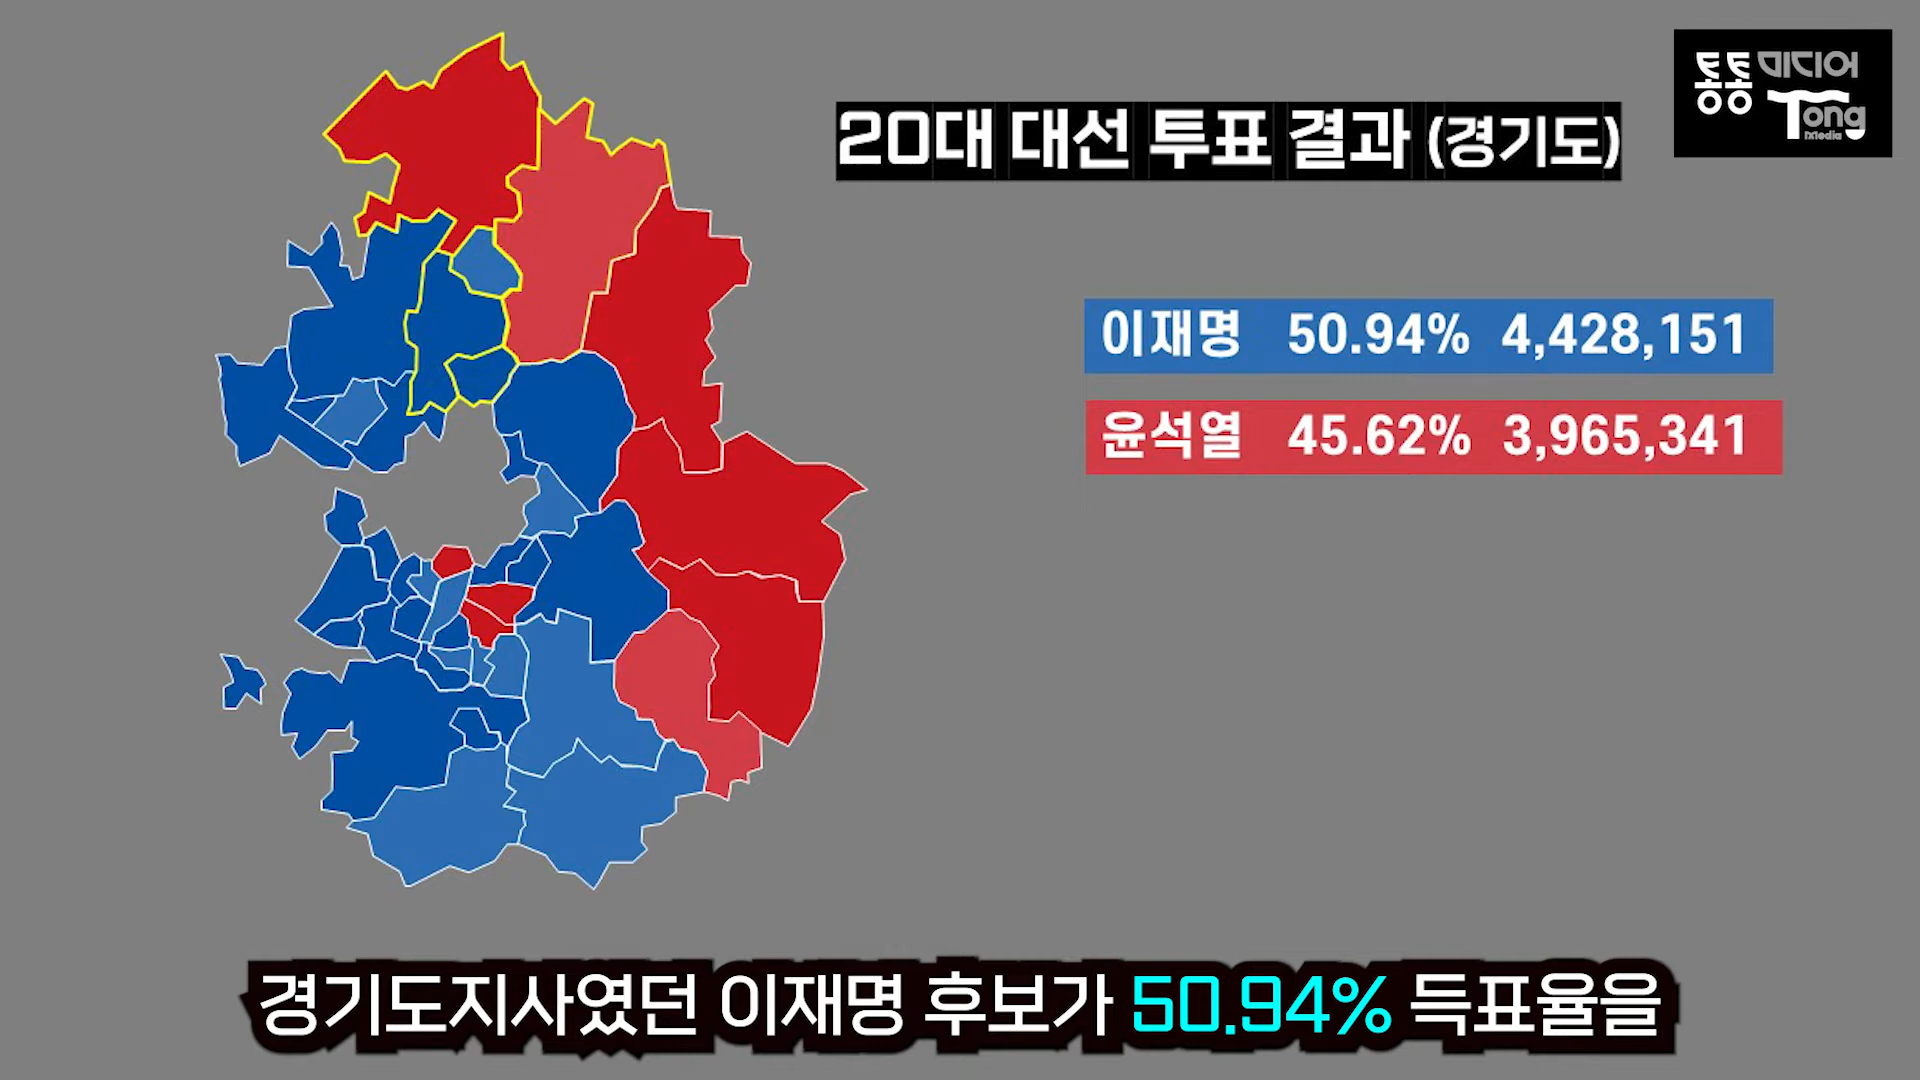 통통미디어
Tong
Media
20대 대선 투표 결과 (경기도)
이재명 50.94% 4,428,151
윤석열 45.62% 3,965,341
경기도지사였던 이재명 후보가 50.94% 득표율을